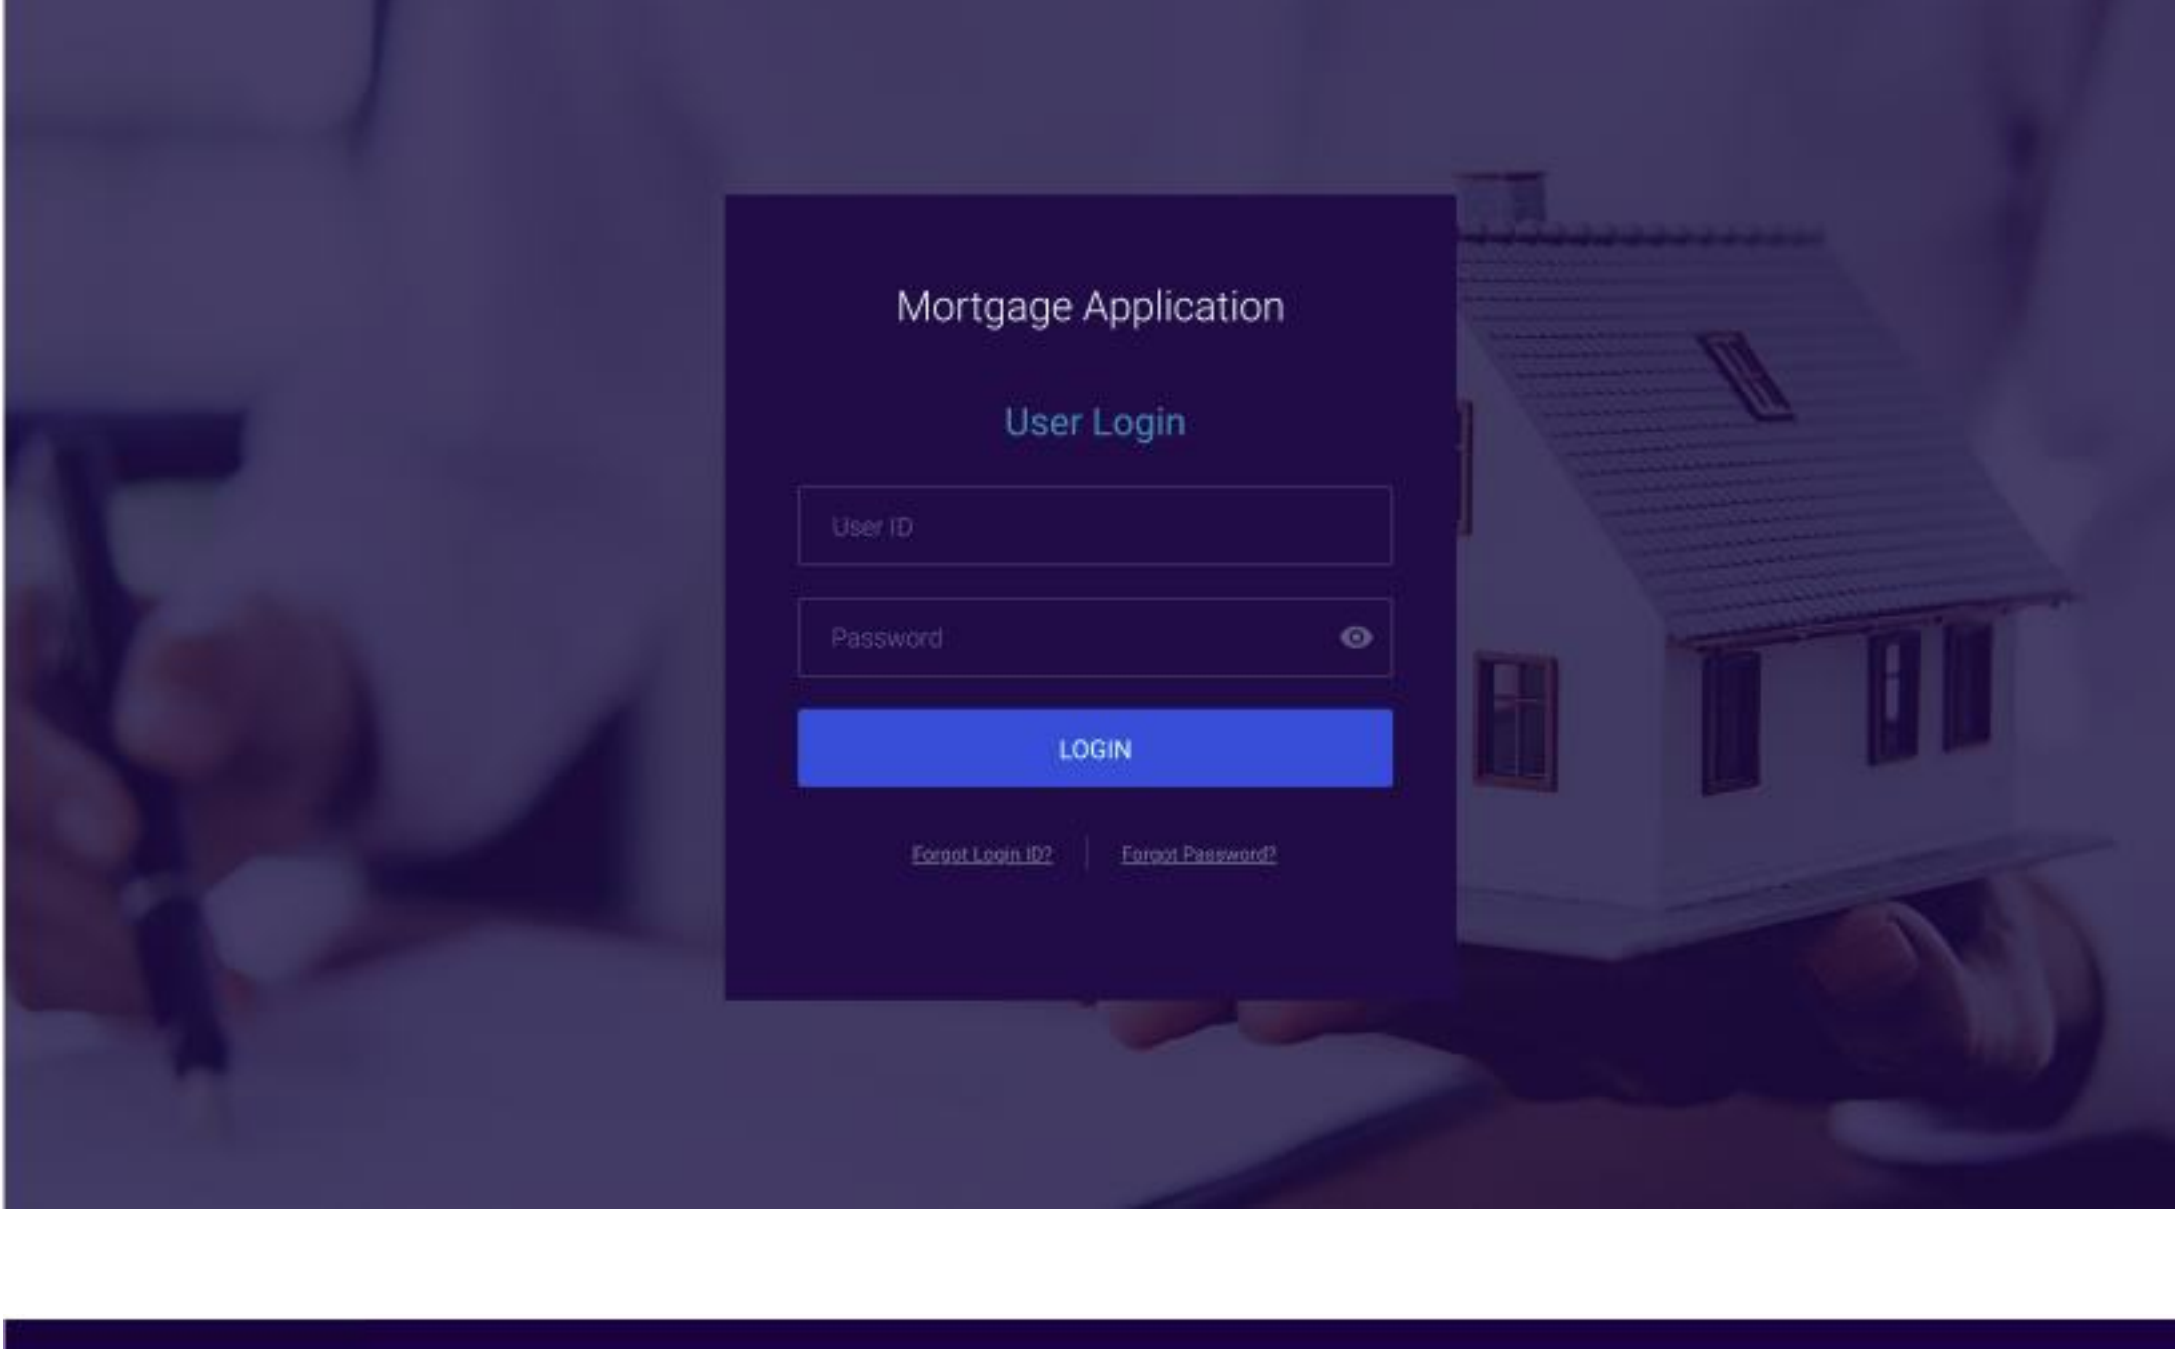 Mortgage Application
User Login
User ID
Password
LOGIN
Forgot Login ID? Forgot Password?